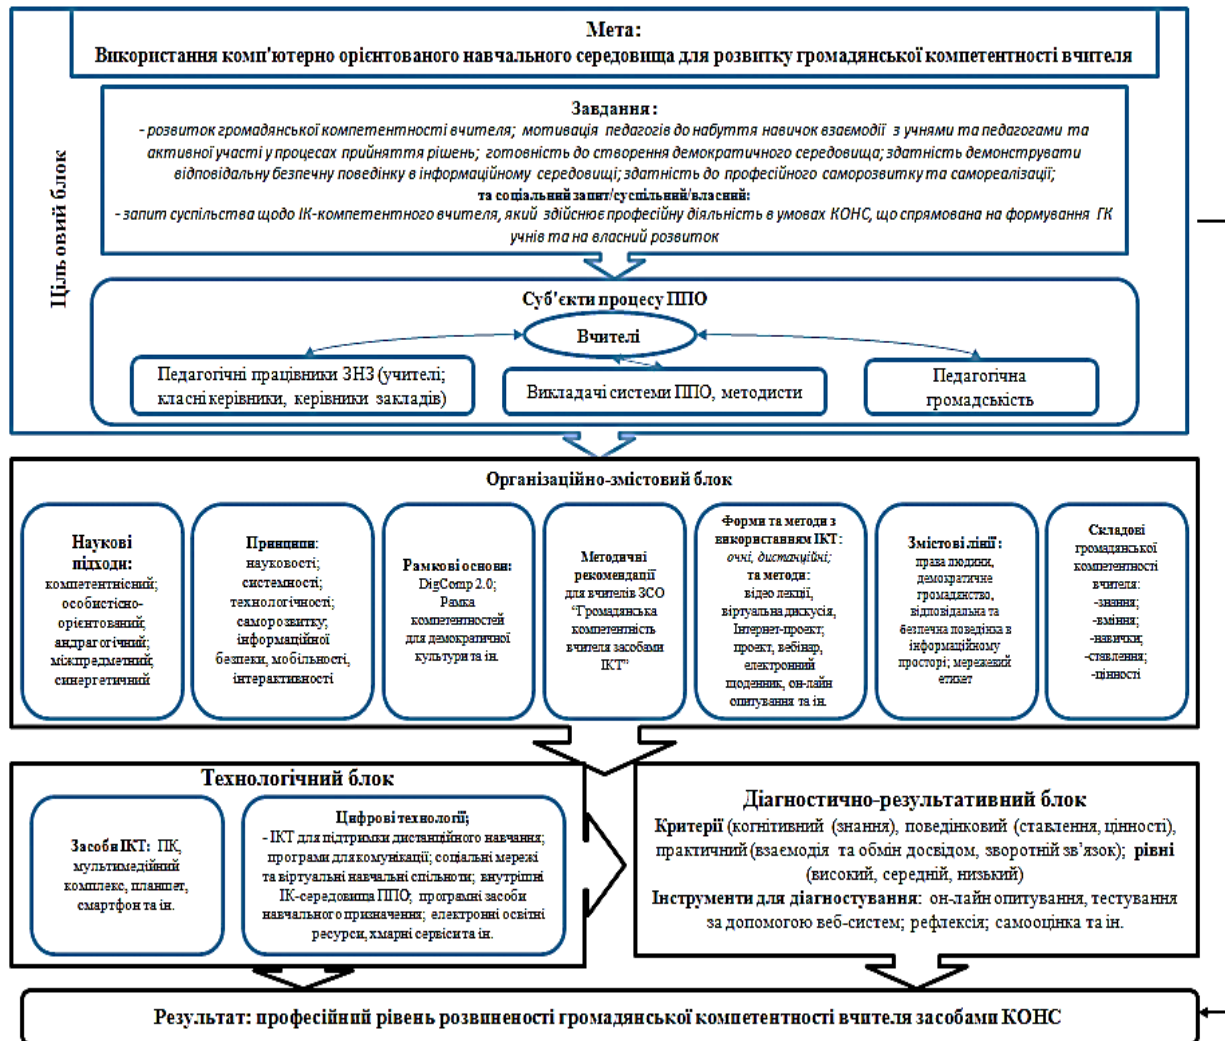 Мета:
Використання комп'ютерно орієнтованого навчального середовища для розвитку громадянської компетентності вчителя
Цільовий блок
Завдання :
- розвиток громадянської компетентності вчителя; мотивація педагогів до набуття навичок взаємодії з учнями та педагогами та
активної участі у процесах прийняття рішень; готовність до створення демократичного середовища; здатність демонструвати
відповідальну безпечну поведінку в інформаційному середовищі; здатність до професійного саморозвитку та самореалізації;
та соціальний запит/суспільний/власний:
- запит суспільства щодо ІК-компетентного вчителя, який здійснює професійну діяльність в умовах КОНС, що спрямована на формування ГК
учнів та на власний розвиток
Суб'єкти процесу ППО
Вчителі
Педагогічні працівники ЗНЗ (учителі;
класні керівники, керівники закладів)
Викладачі системи ППО, методисти
Педагогічна
громадськість
Організаційно-змістовий блок
Наукові
підходи:
компетентнісний;
особистісно-
орієнтований;
андрагогічний;
міжпредметний;
синергетичний
Принципи:
науковості;
системності;
технологічності;
саморозвитку;
інформаційної
безпеки, мобільності,
інтерактивності
Рамкові основи:
DigComp 2.0;
Рамка
компетентностей
для демократичної
культури та ін.
Методичні
рекомендації
для вчителів ЗСО
“Громадянська
компетентність
вчителя засобами
ІКТ”
Форми та методи з
використанням ІКТ:
очні, дистанційні;
та методи:
відео лекції,
віртуальна дискусія,
Інтернет-проект;
проект, вебінар,
електронний
щоденник, он-лайн
опитування та ін.
Змістові лінії:
права людини,
демократичне
громадянство,
відповідальна та
безпечна поведінка в
інформаційному
просторі; мережевий
етикет
Складові
громадянської
компетентності
вчителя:
-знання;
-вміння;
-навички;
-ставлення;
-цінності
Технологічний блок
Засоби ІКТ: ПК,
мультимедійний
комплекс, планшет,
смартфон та ін.
Цифрові технології;
- ІКТ для підтримки дистанційного навчання;
програми для комунікації; соціальні мережі
та віртуальні навчальні спільноти; внутрішні
ІК-середовища ППО; програмні засоби
навчального призначення; електронні освітні
ресурси, хмарні сервіси та ін.
Діагностично-результативний блок
Критерії (когнітивний (знання), поведінковий (ставлення, цінності),
практичний (взаємодія та обмін досвідом, зворотній зв’язок); рівні
(високий, середній, низький)
Інструменти для діагностування: он-лайн опитування, тестування
за допомогою веб-систем; рефлексія; самооцінка та ін.
Результат: професійний рівень розвиненості громадянської компетентності вчителя засобами КОНС